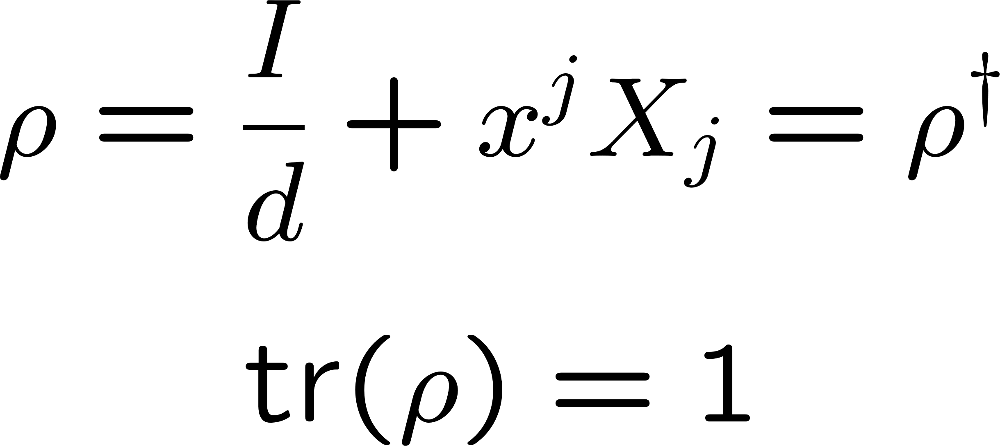 ρ = I/d + x^j X_j = ρ^†
tr(ρ) = 1